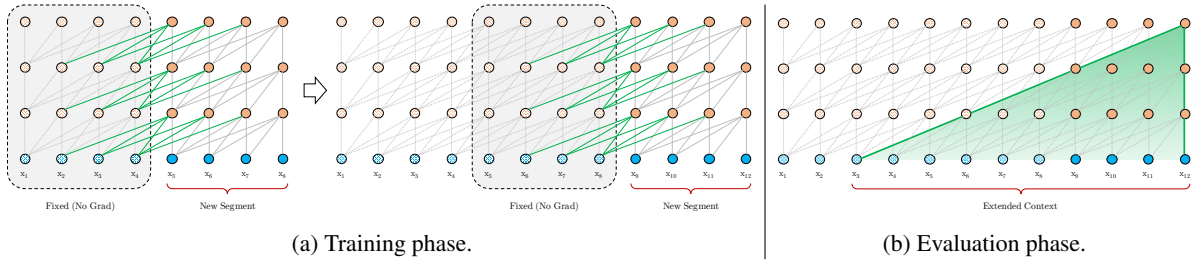 x1 x2 x3 x4 x5 x6 x7 x8 x1 x2 x3 x4 x5 x6 x7 x8 x9 x10 x11 x12 x1 x2 x3 x4 x5 x6 x7 x8 x9 x10 x11 x12
Fixed (No Grad) New Segment Fixed (No Grad) New Segment Extended Context
(a) Training phase. (b) Evaluation phase.